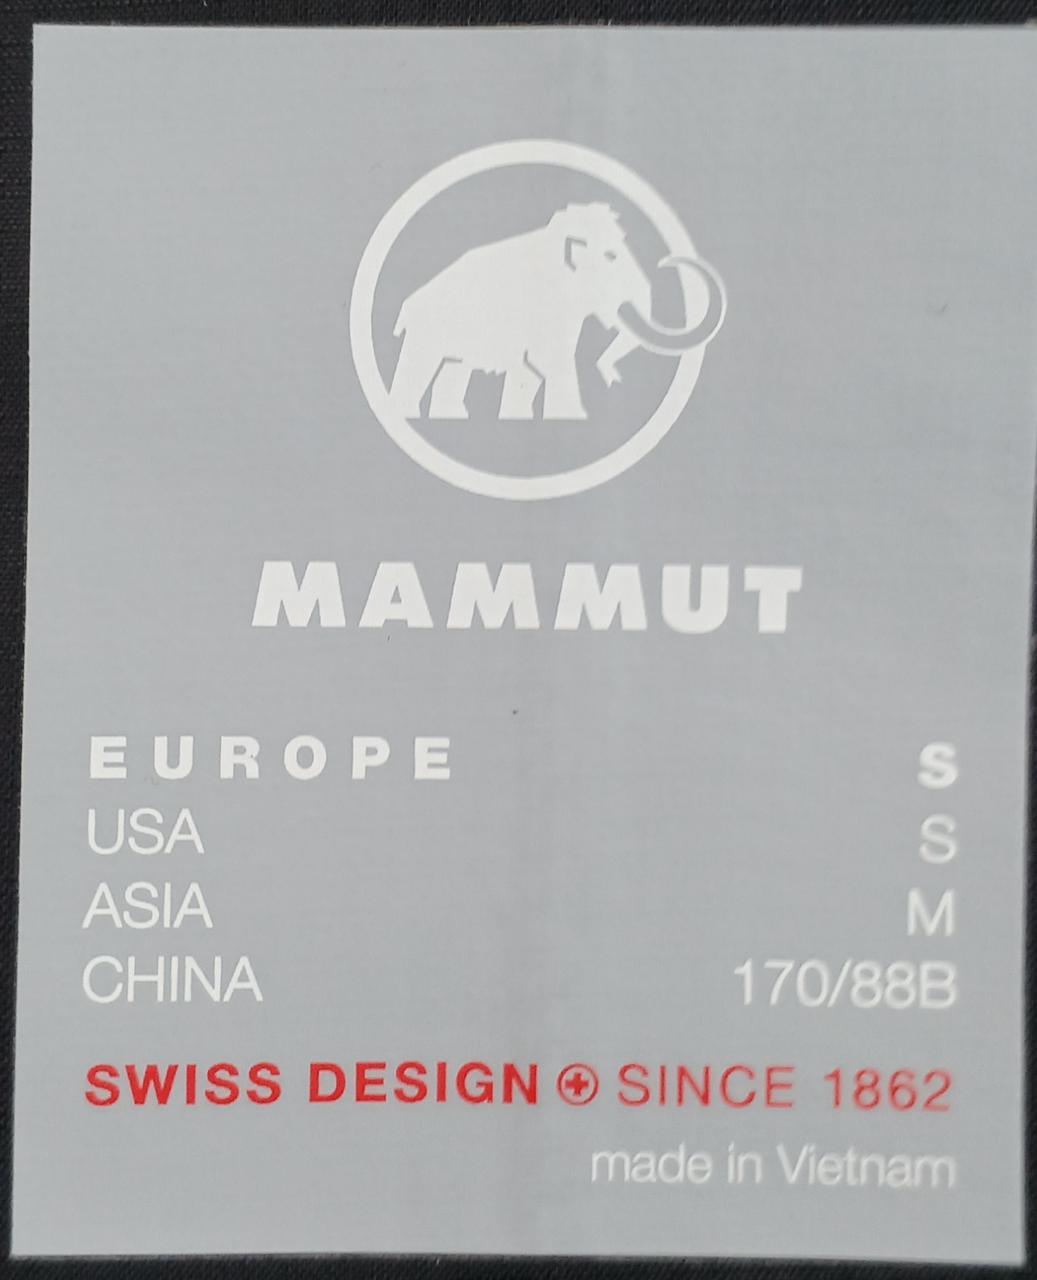 MAMMUT
EUROPE S
USA S
ASIA M
CHINA 170/88B
SWISS DESIGN SINCE 1862
made in Vietnam